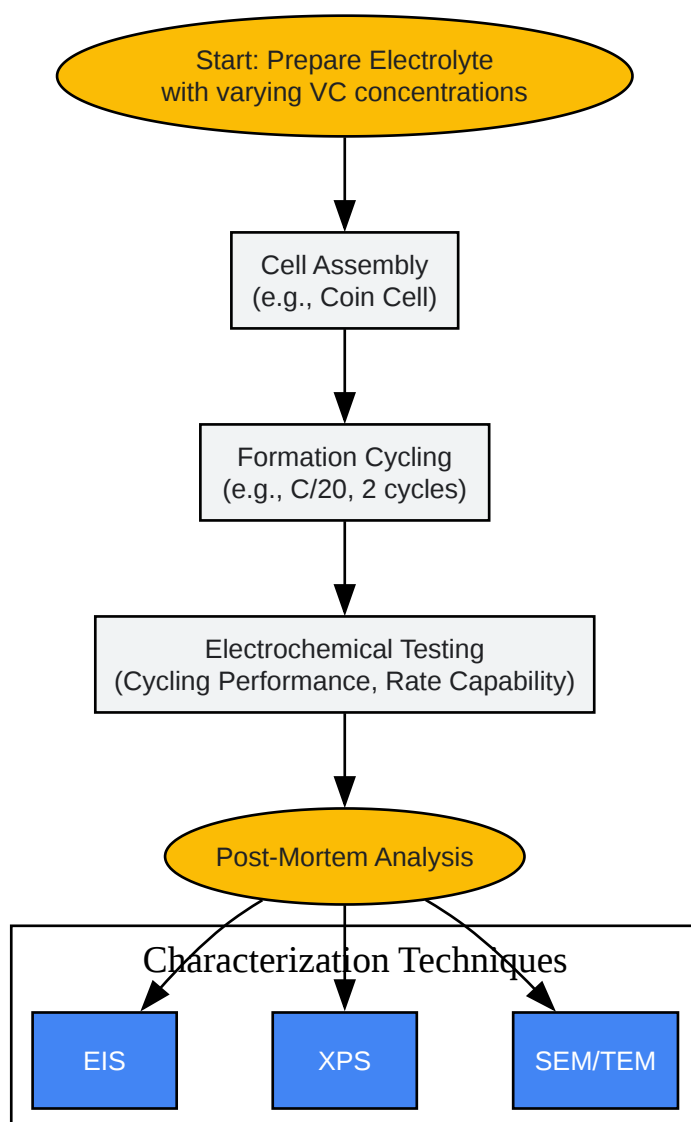 Start: Prepare Electrolyte
with varying VC concentrations
Cell Assembly
(e.g., Coin Cell)
Formation Cycling
(e.g., C/20, 2 cycles)
Electrochemical Testing
(Cycling Performance, Rate Capability)
Post-Mortem Analysis
Characterization Techniques
EIS
XPS
SEM/TEM